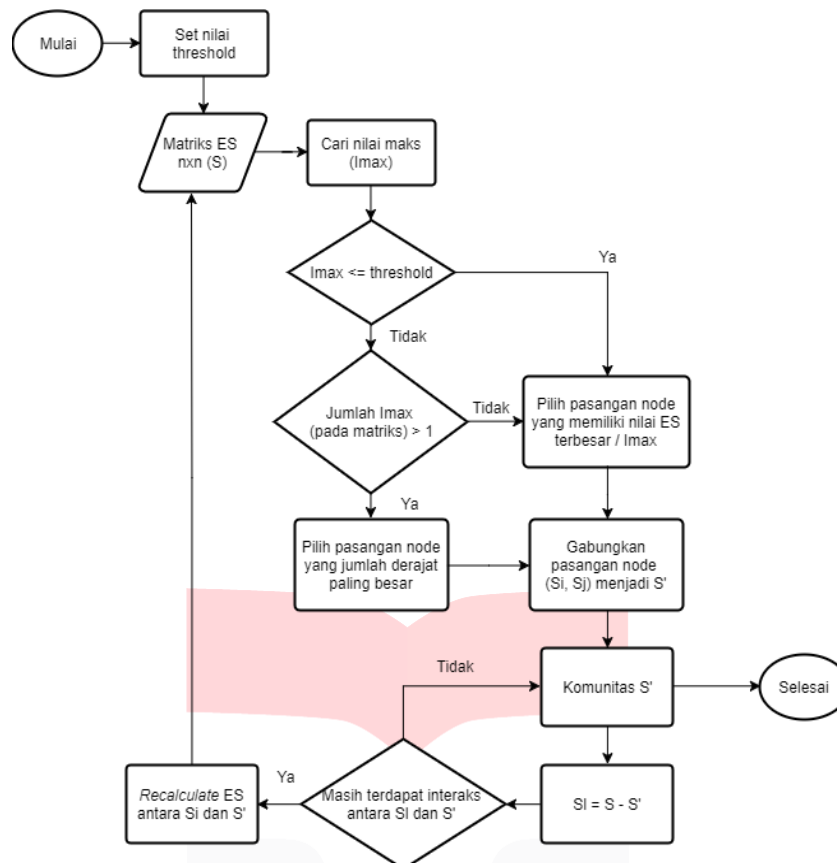 Mulai
Set nilai
threshold
Matriks ES
nxn (S)
Cari nilai maks
(Imax)
Imax <= threshold
Ya
Tidak
Jumlah Imax
(pada matriks) > 1
Tidak
Pilih pasangan node
yang memiliki nilai ES
terbesar / Imax
Ya
Pilih pasangan node
yang jumlah derajat
paling besar
Gabungkan
pasangan node
(Si, Sj) menjadi S'
Tidak
Komunitas S'
Selesai
Recalculate ES
antara Si dan S'
Ya
Masih terdapat interaks
antara SI dan S'
SI = S - S'